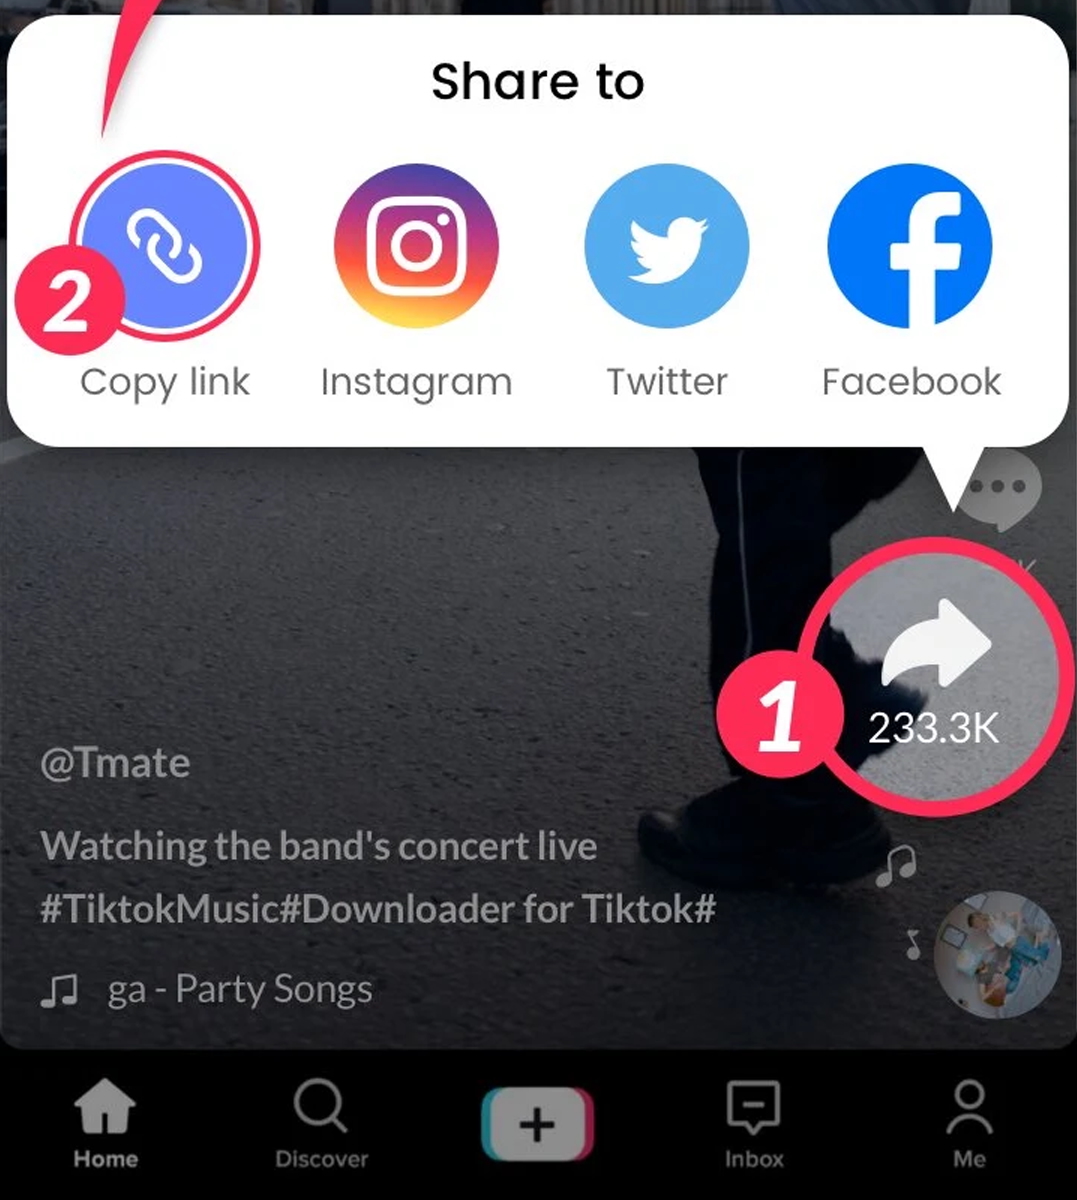 Share to
2
Copy link
Instagram
Twitter
Facebook
1
233.3K
@Tmate
Watching the band's concert live
#TiktokMusic#Downloader for Tiktok#
ga - Party Songs
Home
Discover
Inbox
Me